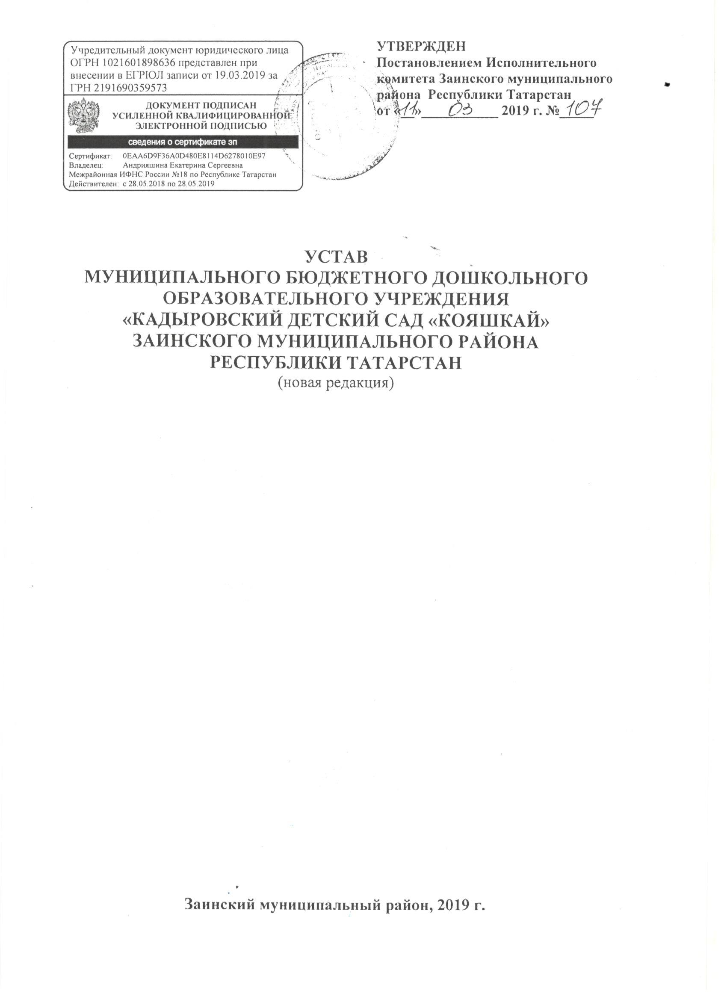 Учредительный документ юридического лица
ОГРН 1021601898636 представлен при
внесении в ЕГРЮЛ записи от 19.03.2019 за
ГРН 2191690359573
ДОКУМЕНТ ПОДПИСАН
УСИЛЕННОЙ КВАЛИФИЦИРОВАННОЙ
ЭЛЕКТРОННОЙ ПОДПИСЬЮ
сведения о сертификате эп
Сертификат: 0EAA6D9F36A0D480E8114D6278010E97
Владелец: Андрияшина Екатерина Сергеевна
Межрайонная ИФНС России №18 по Республике Татарстан
Действителен: с 28.05.2018 по 28.05.2019
УТВЕРЖДЕН
Постановлением Исполнительного
комитета Заинского муниципального
района Республики Татарстан
от «11» 03 2019 г. № 107
УСТАВ
МУНИЦИПАЛЬНОГО БЮДЖЕТНОГО ДОШКОЛЬНОГО
ОБРАЗОВАТЕЛЬНОГО УЧРЕЖДЕНИЯ
«КАДЫРОВСКИЙ ДЕТСКИЙ САД «КОЯШКАЙ»
ЗАИНСКОГО МУНИЦИПАЛЬНОГО РАЙОНА
РЕСПУБЛИКИ ТАТАРСТАН
(новая редакция)
Заинский муниципальный район, 2019 г.